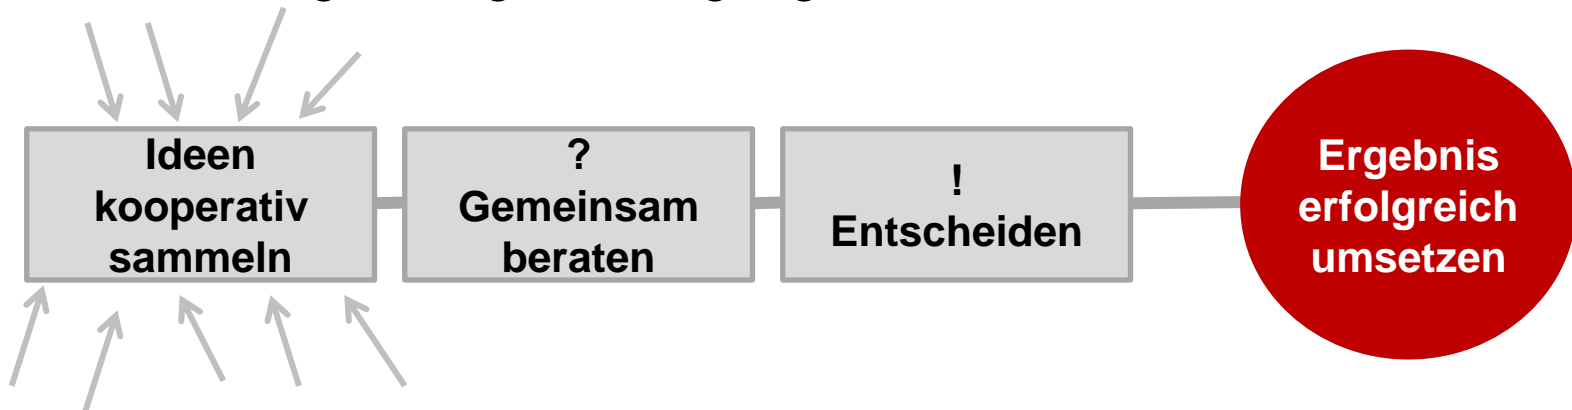 Ideen
kooperativ
sammeln
?
Gemeinsam
beraten
!
Entscheiden
Ergebnis
erfolgreich
umsetzen